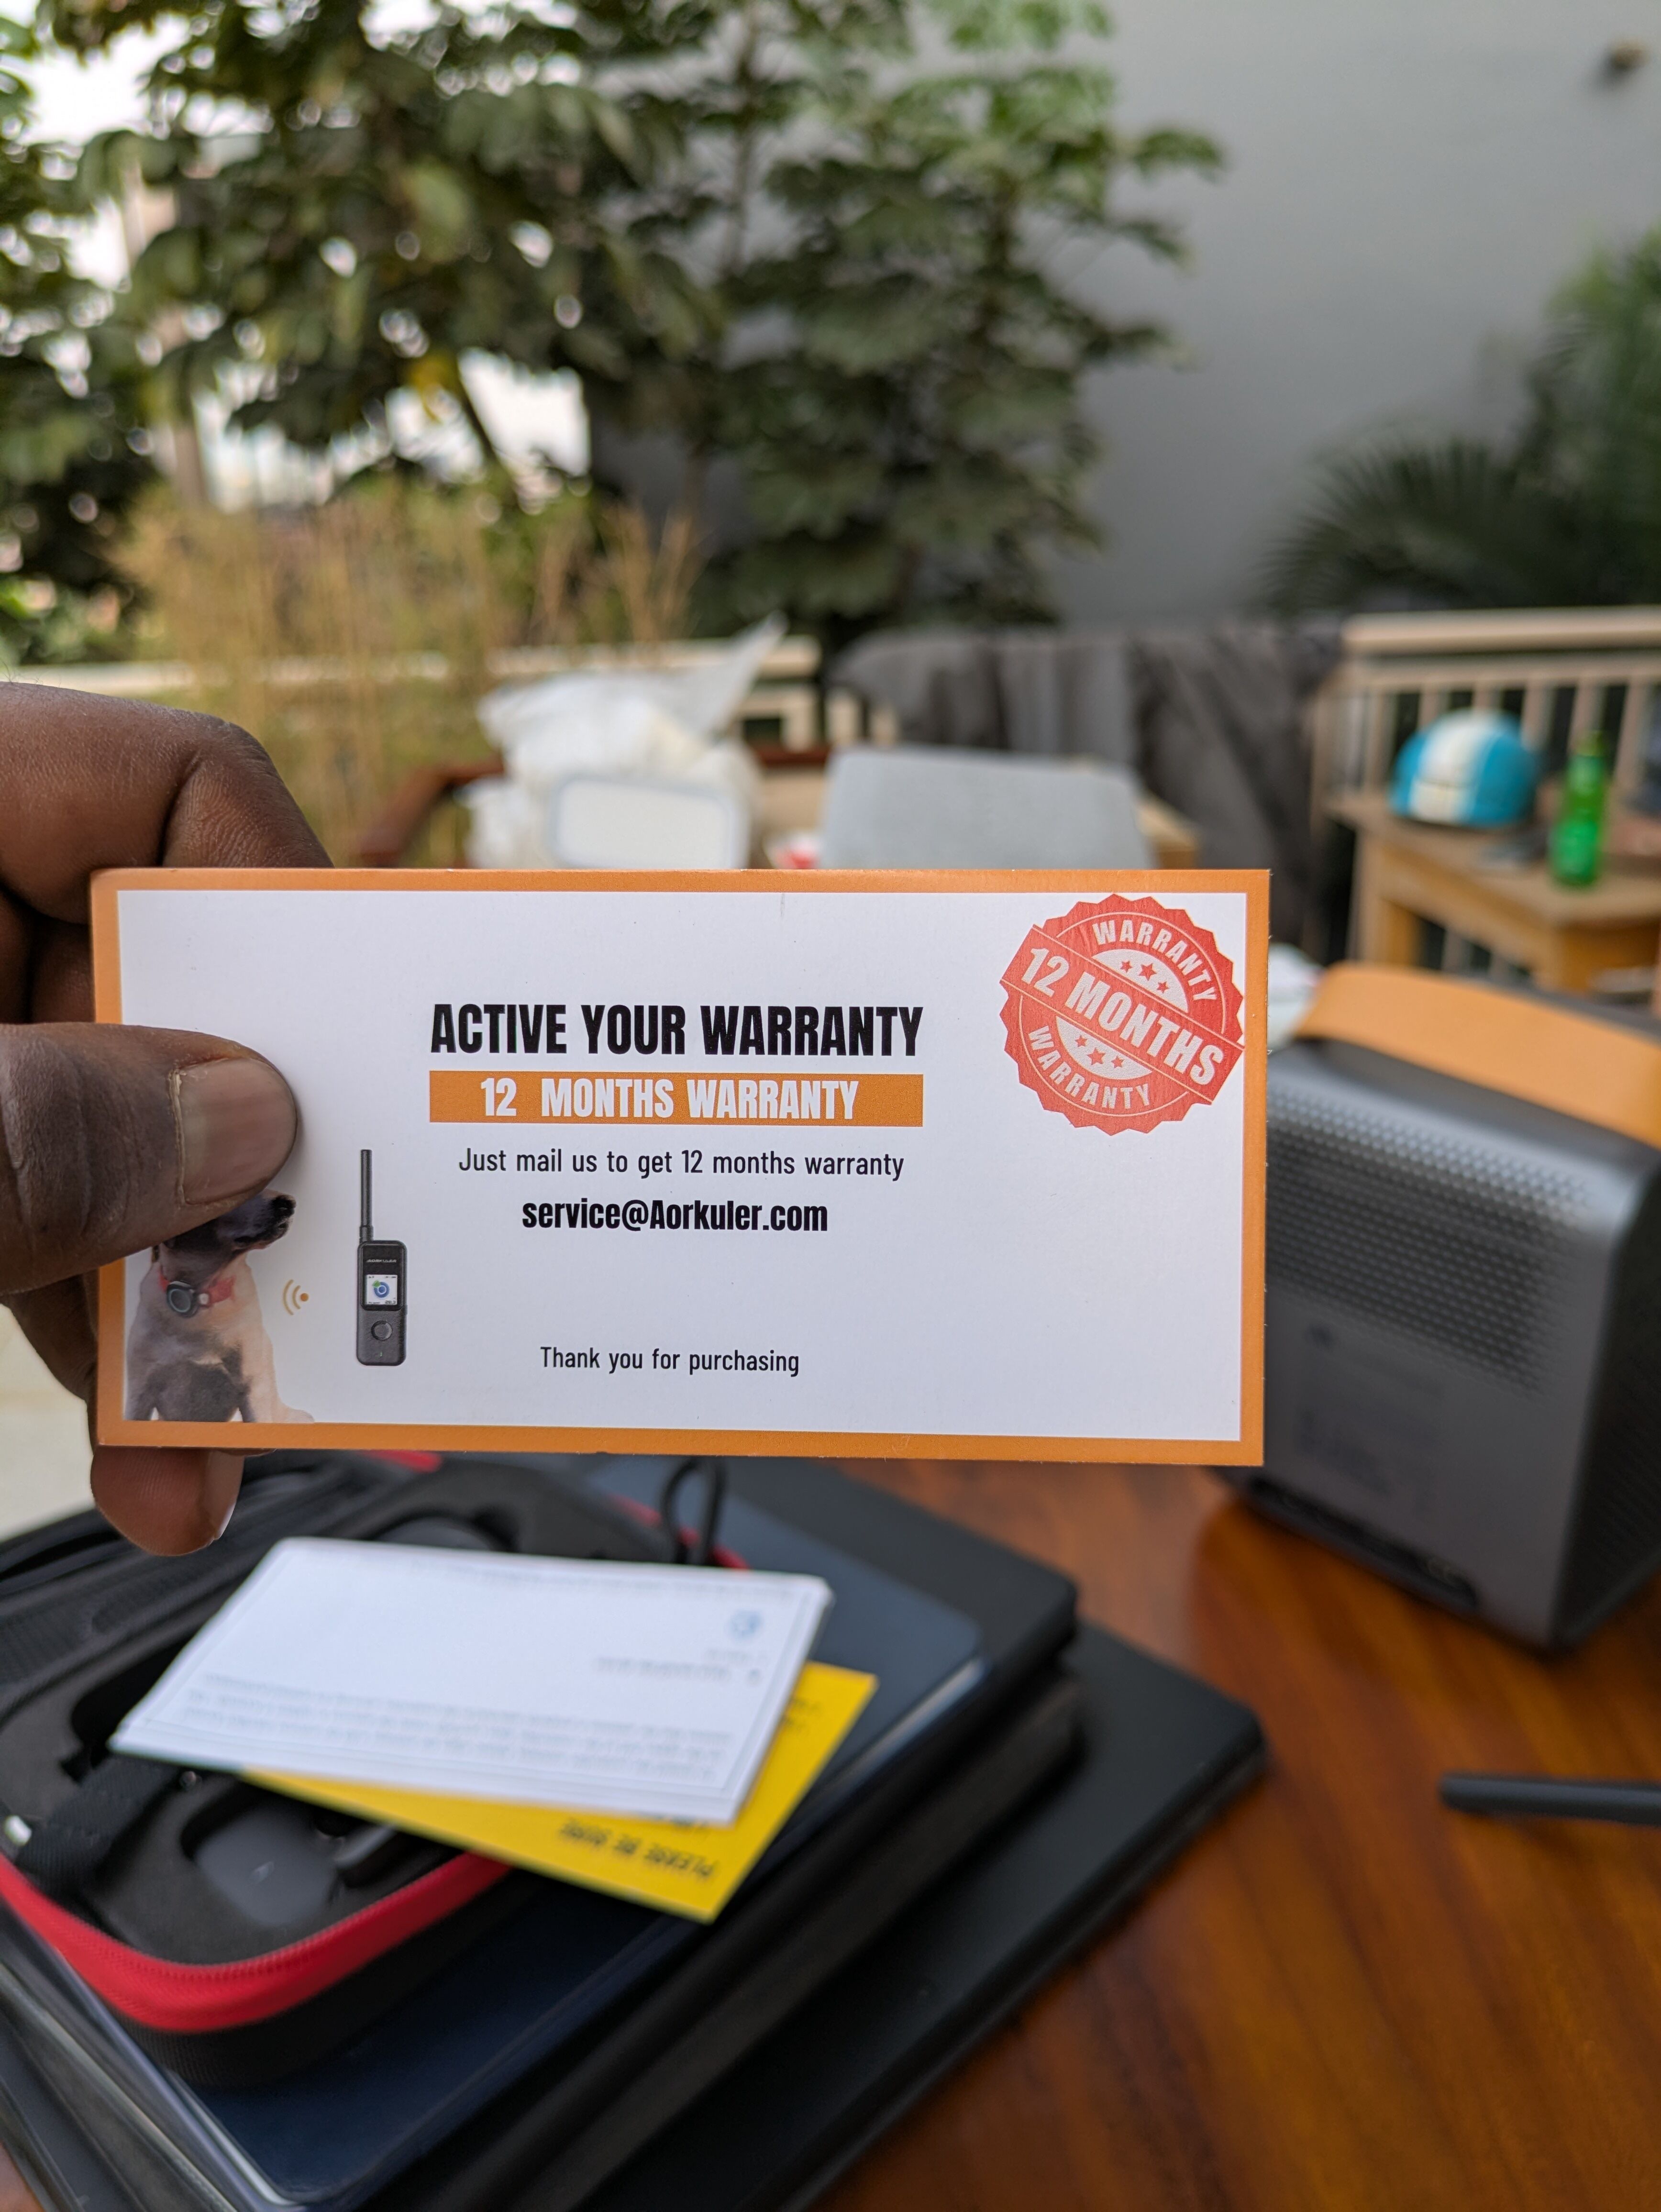 ACTIVE YOUR WARRANTY
12 MONTHS WARRANTY
Just mail us to get 12 months warranty
service@Aorkuler.com
Thank you for purchasing
WARRANTY
12 MONTHS
WARRANTY
PLEASE BE SURE